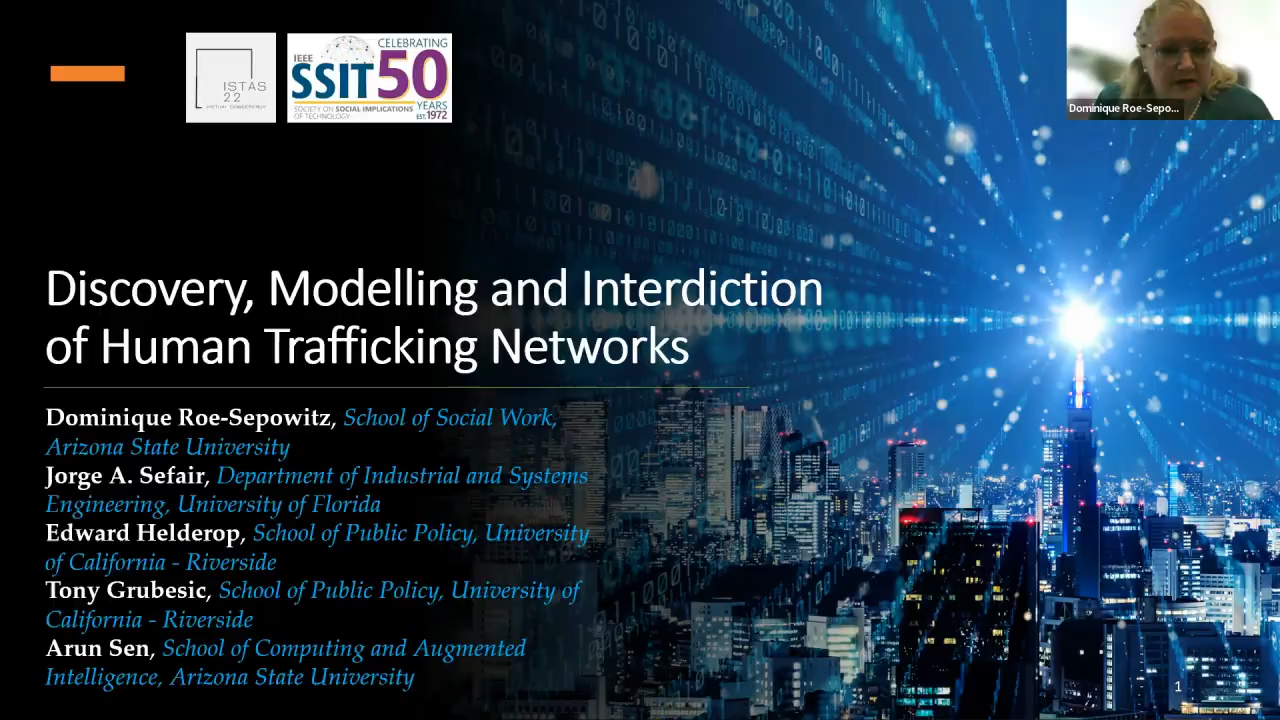 ISTAS
22
VIRTUAL CONFERENCE
CELEBRATING
IEEE
SSIT50
YEARS
SOCIETY ON SOCIAL IMPLICATIONS
OF TECHNOLOGY
EST.1972
Dominique Roe-Sepo...
Discovery, Modelling and Interdiction
of Human Trafficking Networks
Dominique Roe-Sepowitz, School of Social Work,
Arizona State University
Jorge A. Sefair, Department of Industrial and Systems
Engineering, University of Florida
Edward Helderop, School of Public Policy, University
of California - Riverside
Tony Grubesic, School of Public Policy, University of
California - Riverside
Arun Sen, School of Computing and Augmented
Intelligence, Arizona State University
1